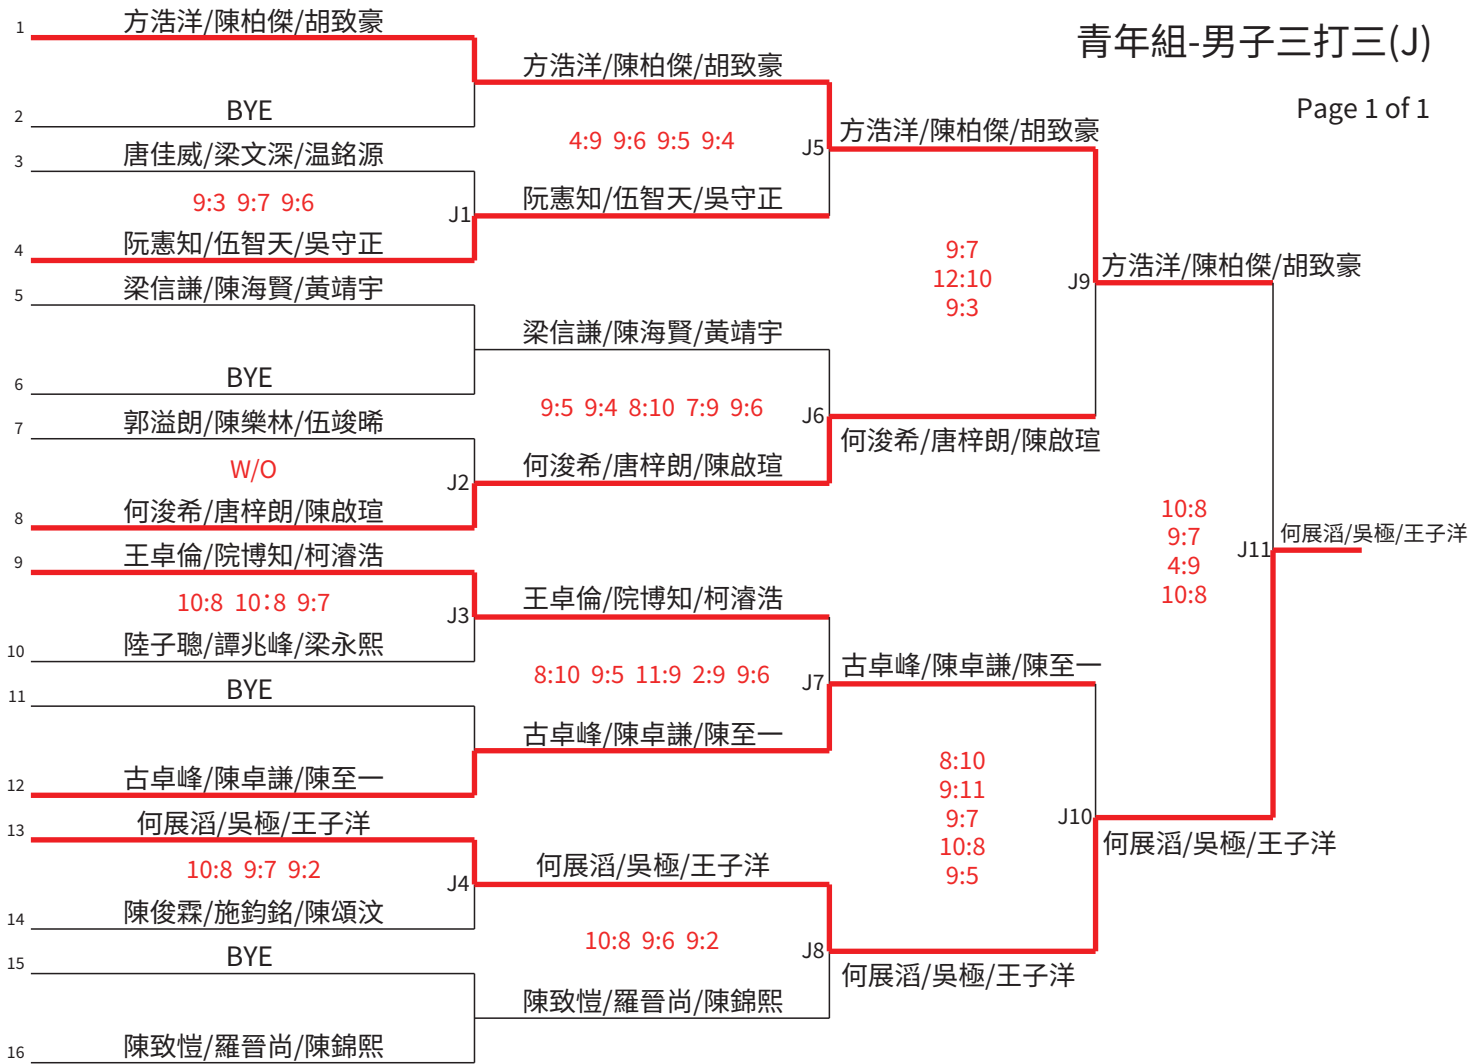 青年組-男子三打三(J)
Page 1 of 1
1 方浩洋/陳柏傑/胡致豪
2 BYE
3 唐佳威/梁文深/温銘源
9:3 9:7 9:6 J1
4 阮憲知/伍智天/吳守正
5 梁信謙/陳海賢/黃靖宇
6 BYE
7 郭溢朗/陳樂林/伍竣晞
W/O J2
8 何浚希/唐梓朗/陳啟瑄
9 王卓倫/院博知/柯濬浩
10:8 10:8 9:7 J3
10 陸子聰/譚兆峰/梁永熙
11 BYE
12 古卓峰/陳卓謙/陳至一
13 何展滔/吳極/王子洋
10:8 9:7 9:2 J4
14 陳俊霖/施鈞銘/陳頌汶
15 BYE
16 陳致愷/羅晉尚/陳錦熙
方浩洋/陳柏傑/胡致豪
4:9 9:6 9:5 9:4 J5
阮憲知/伍智天/吳守正
梁信謙/陳海賢/黃靖宇
9:5 9:4 8:10 7:9 9:6 J6
何浚希/唐梓朗/陳啟瑄
王卓倫/院博知/柯濬浩
8:10 9:5 11:9 2:9 9:6 J7
古卓峰/陳卓謙/陳至一
何展滔/吳極/王子洋
10:8 9:6 9:2 J8
陳致愷/羅晉尚/陳錦熙
方浩洋/陳柏傑/胡致豪
9:7
12:10 J9
9:3
何浚希/唐梓朗/陳啟瑄
古卓峰/陳卓謙/陳至一
8:10
9:11
9:7 J10
10:8
9:5
何展滔/吳極/王子洋
方浩洋/陳柏傑/胡致豪
10:8
9:7 J11
4:9
10:8
何展滔/吳極/王子洋
何展滔/吳極/王子洋